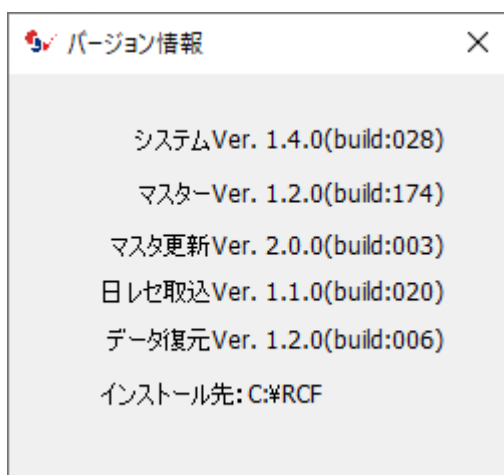 バージョン情報
システムVer. 1.4.0(build:028)
マスターVer. 1.2.0(build:174)
マスタ更新Ver. 2.0.0(build:003)
日レセ取込Ver. 1.1.0(build:020)
データ復元Ver. 1.2.0(build:006)
インストール先: C:¥RCF